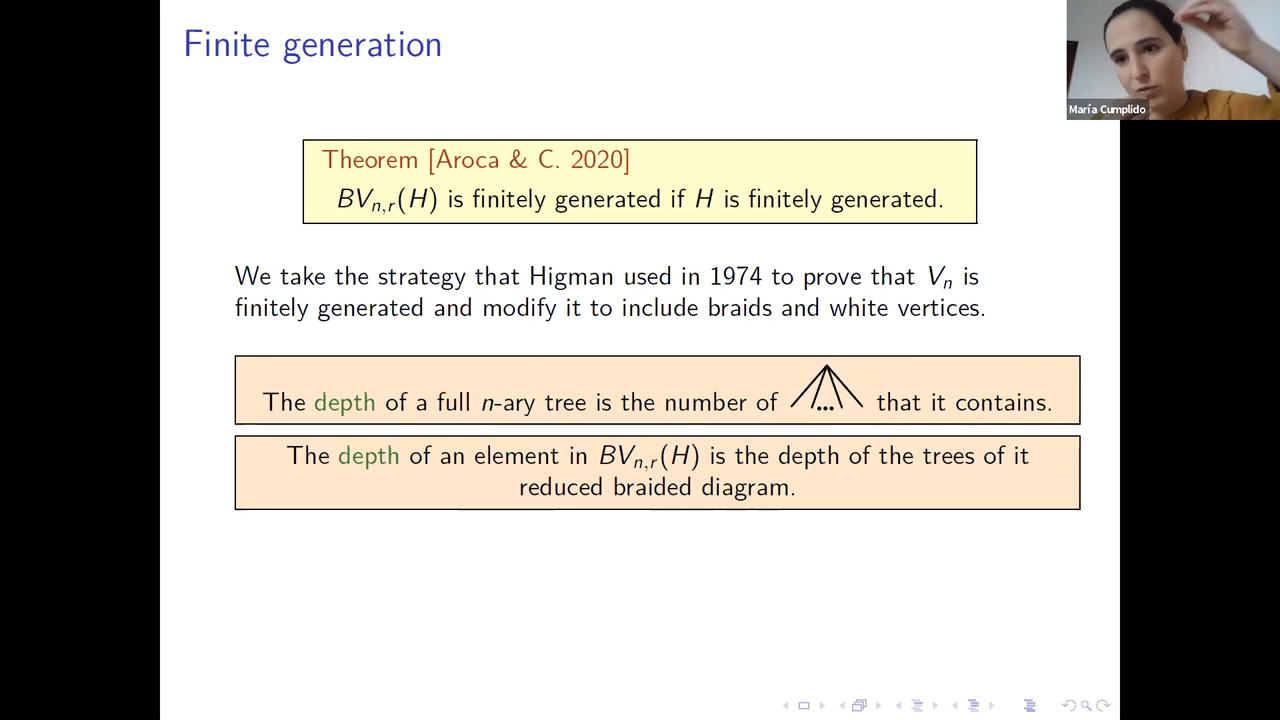 Finite generation
María Cumplido
Theorem [Aroca & C. 2020]
BVn,r(H) is finitely generated if H is finitely generated.
We take the strategy that Higman used in 1974 to prove that Vn is
finitely generated and modify it to include braids and white vertices.
The depth of a full n-ary tree is the number of ... that it contains.
The depth of an element in BVn,r(H) is the depth of the trees of it
reduced braided diagram.